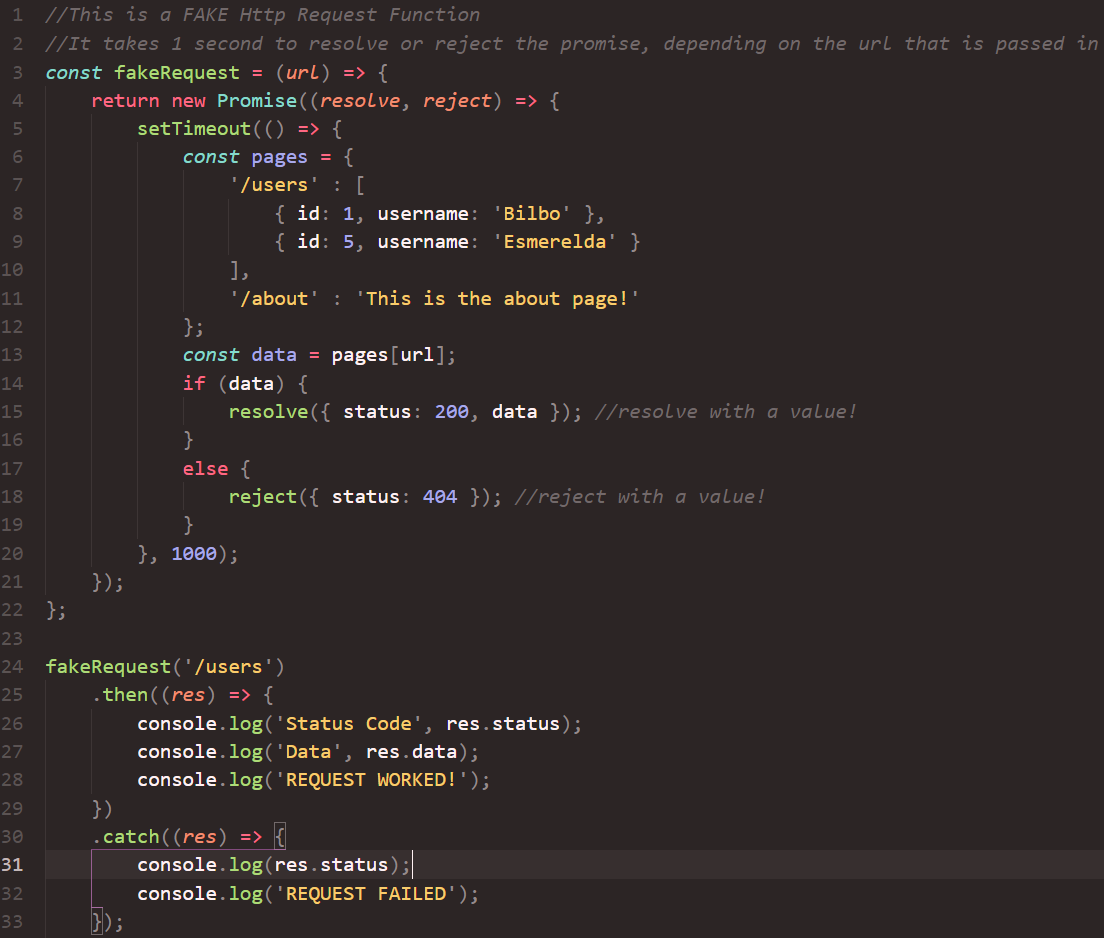 1 //This is a FAKE Http Request Function
2 //It takes 1 second to resolve or reject the promise, depending on the url that is passed in
3 const fakeRequest = (url) => {
4     return new Promise((resolve, reject) => {
5         setTimeout(() => {
6             const pages = {
7                 '/users' : [
8                     { id: 1, username: 'Bilbo' },
9                     { id: 5, username: 'Esmerelda' }
10                 ],
11                 '/about' : 'This is the about page!'
12             };
13             const data = pages[url];
14             if (data) {
15                 resolve({ status: 200, data }); //resolve with a value!
16             }
17             else {
18                 reject({ status: 404 }); //reject with a value!
19             }
20         }, 1000);
21     });
22 };
23
24 fakeRequest('/users')
25     .then((res) => {
26         console.log('Status Code', res.status);
27         console.log('Data', res.data);
28         console.log('REQUEST WORKED!');
29     })
30     .catch((res) => {
31         console.log(res.status);
32         console.log('REQUEST FAILED');
33     });